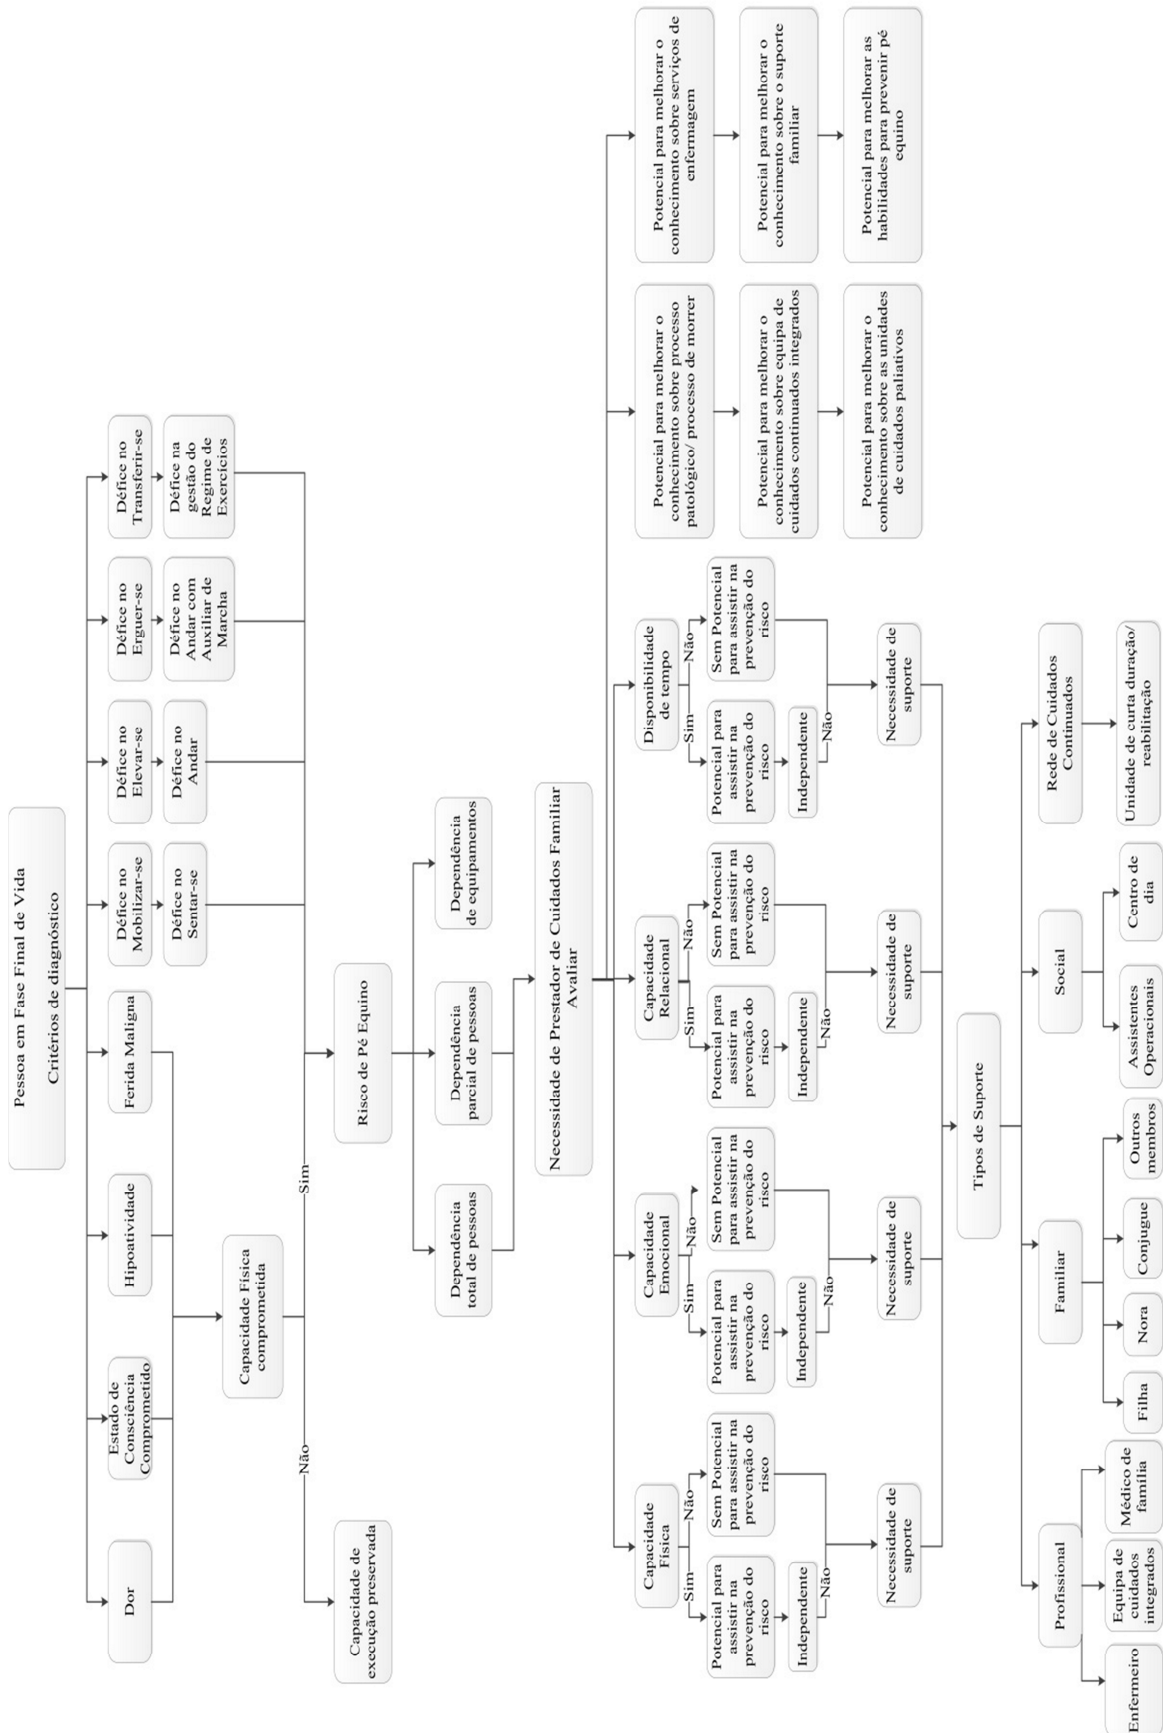 Pessoa em Fase Final de Vida
Critérios de diagnóstico
Dor
Estado de
Consciência
Comprometido
Hipoatividade
Ferida Maligna
Défice no
Mobilizar-se
Défice no
Elevar-se
Défice no
Erguer-se
Défice no
Transferir-se
Défice no
Sentar-se
Défice no
Andar
Défice no
Andar com
Auxiliar de
Marcha
Défice na
gestão do
Regime de
Exercícios
Capacidade Física
comprometida
Não
Sim
Capacidade de
execução preservada
Risco de Pé Equino
Dependência
total de pessoas
Dependência
parcial de pessoas
Dependência
de equipamentos
Necessidade de Prestador de Cuidados Familiar
Avaliar
Capacidade
Física
Capacidade
Emocional
Capacidade
Relacional
Disponibilidade
de tempo
Potencial para melhorar o
conhecimento sobre processo
patológico/ processo de morrer
Potencial para melhorar o
conhecimento sobre serviços de
enfermagem
Sim
Não
Sim
Não
Sim
Não
Sim
Não
Potencial para
assistir na
prevenção do
risco
Sem Potencial
para assistir na
prevenção do
risco
Potencial para
assistir na
prevenção do
risco
Sem Potencial
para assistir na
prevenção do
risco
Potencial para
assistir na
prevenção do
risco
Sem Potencial
para assistir na
prevenção do
risco
Potencial para
assistir na
prevenção do
risco
Sem Potencial
para assistir na
prevenção do
risco
Potencial para melhorar o
conhecimento sobre equipa de
cuidados continuados integrados
Potencial para melhorar o
conhecimento sobre o suporte
familiar
Independente
Independente
Independente
Independente
Não
Não
Não
Não
Potencial para melhorar o
conhecimento sobre as unidades
de cuidados paliativos
Potencial para melhorar as
habilidades para prevenir pé
equino
Necessidade de
suporte
Necessidade de
suporte
Necessidade de
suporte
Necessidade de
suporte
Tipos de Suporte
Profissional
Familiar
Social
Rede de Cuidados
Continuados
Enfermeiro
Equipa de
cuidados
integrados
Médico de
família
Filha
Nora
Conjugue
Outros
membros
Assistentes
Operacionais
Centro de
dia
Unidade de curta duração/
reabilitação